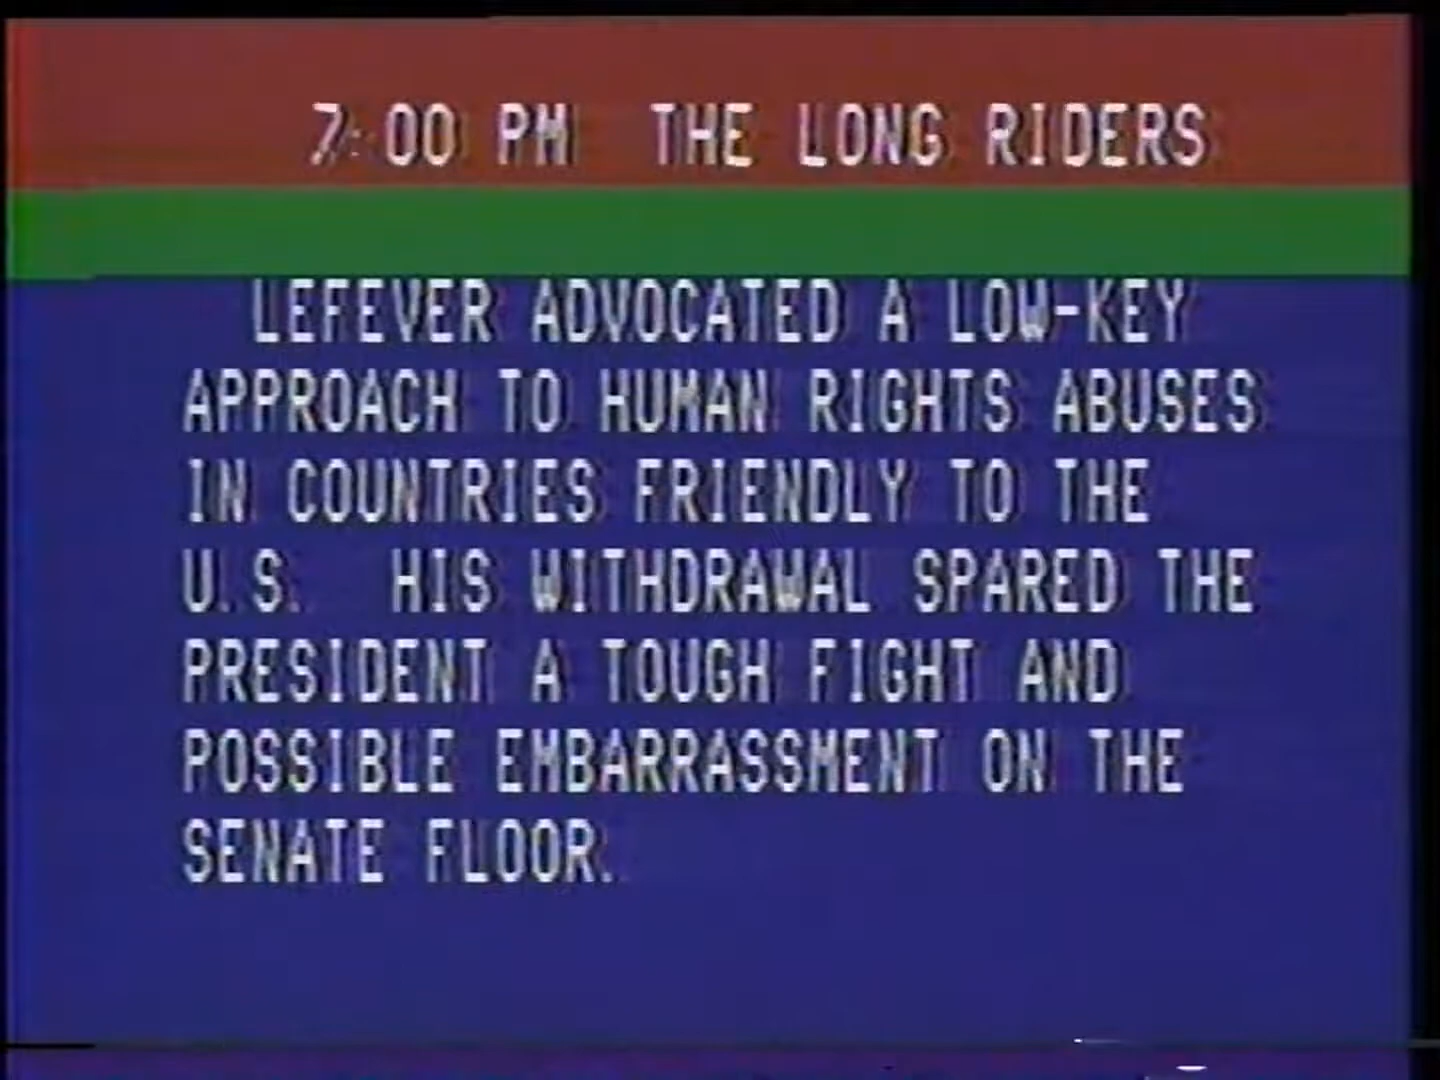 7:00 PM THE LONG RIDERS
LEFEVER ADVOCATED A LOW-KEY
APPROACH TO HUMAN RIGHTS ABUSES
IN COUNTRIES FRIENDLY TO THE
U.S. HIS WITHDRAWAL SPARED THE
PRESIDENT A TOUGH FIGHT AND
POSSIBLE EMBARRASSMENT ON THE
SENATE FLOOR.